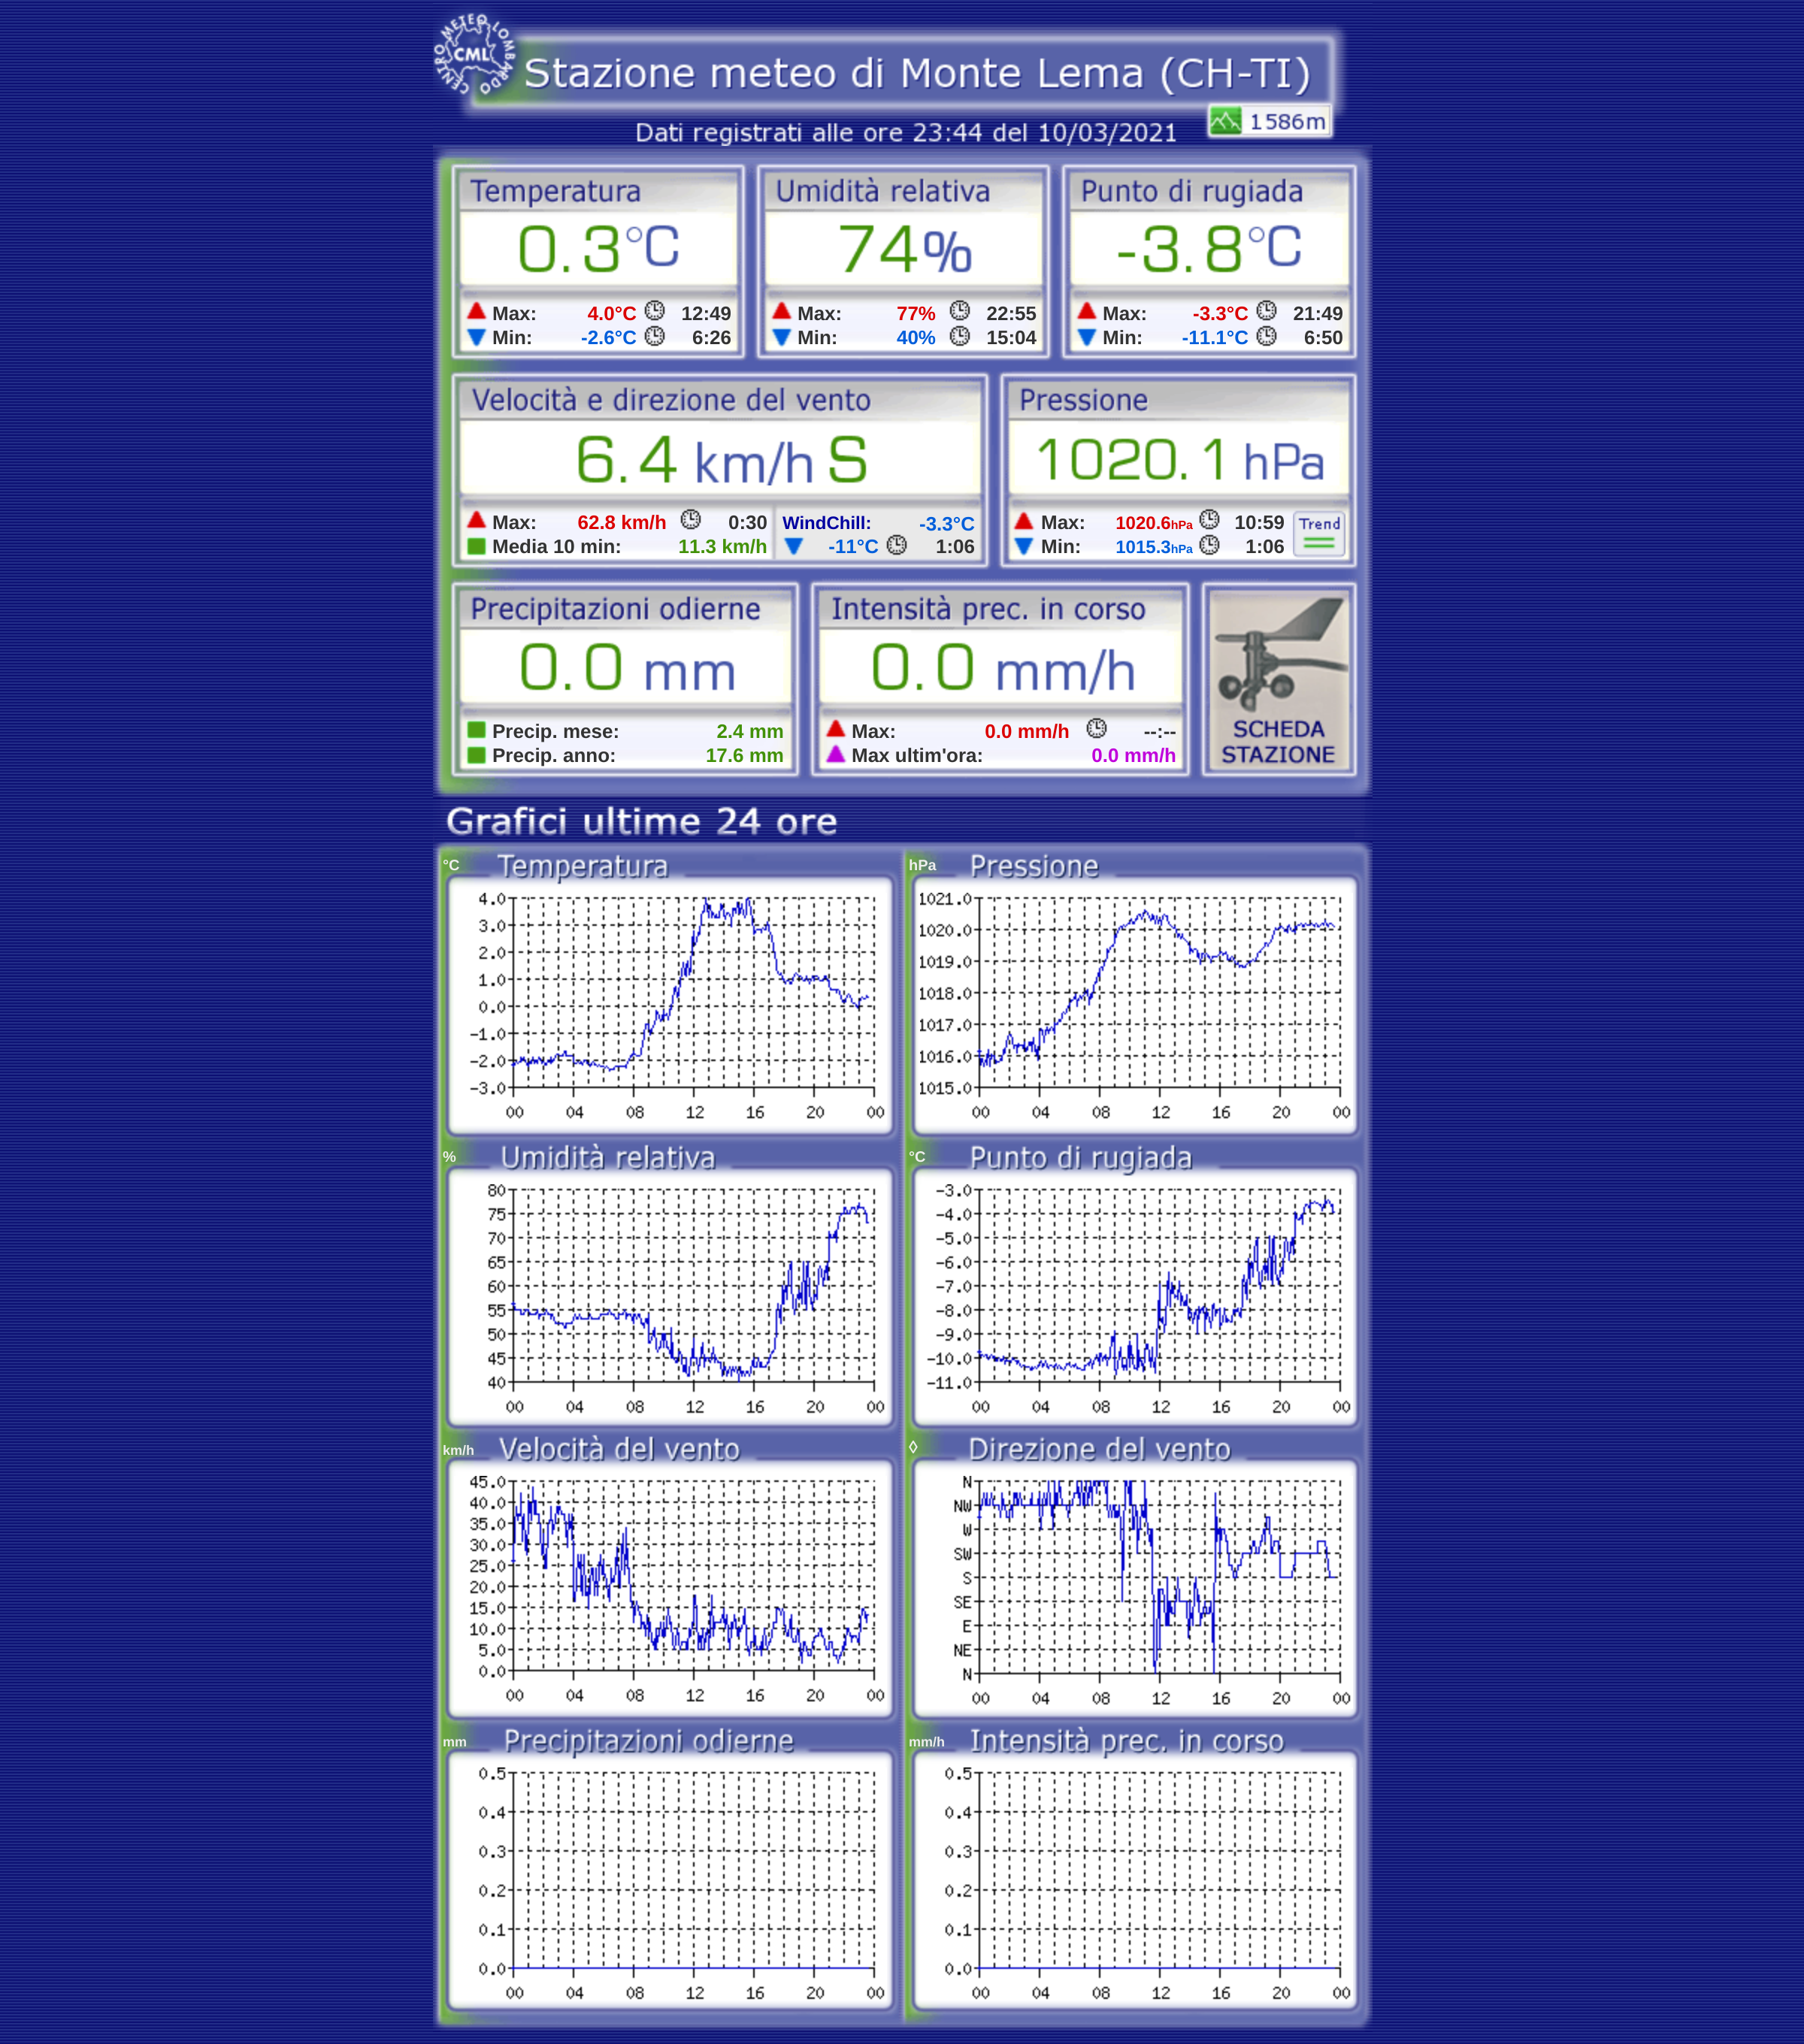 CENTRO METEO LOMBARDO
CML
Stazione meteo di Monte Lema (CH-TI)
1586m
Dati registrati alle ore 23:44 del 10/03/2021
Temperatura
0.3°C
Max: 4.0°C 12:49
Min: -2.6°C 6:26
Umidità relativa
74%
Max: 77% 22:55
Min: 40% 15:04
Punto di rugiada
-3.8°C
Max: -3.3°C 21:49
Min: -11.1°C 6:50
Velocità e direzione del vento
6.4 km/h S
Max: 62.8 km/h 0:30
Media 10 min: 11.3 km/h
WindChill: -3.3°C
-11°C 1:06
Pressione
1020.1 hPa
Max: 1020.6hPa 10:59
Min: 1015.3hPa 1:06
Trend
Precipitazioni odierne
0.0 mm
Precip. mese: 2.4 mm
Precip. anno: 17.6 mm
Intensità prec. in corso
0.0 mm/h
Max: 0.0 mm/h --:--
Max ultim'ora: 0.0 mm/h
SCHEDA
STAZIONE
Grafici ultime 24 ore
°C Temperatura
4.0
3.0
2.0
1.0
0.0
-1.0
-2.0
-3.0
00 04 08 12 16 20 00
hPa Pressione
1021.0
1020.0
1019.0
1018.0
1017.0
1016.0
1015.0
00 04 08 12 16 20 00
% Umidità relativa
80
75
70
65
60
55
50
45
40
00 04 08 12 16 20 00
°C Punto di rugiada
-3.0
-4.0
-5.0
-6.0
-7.0
-8.0
-9.0
-10.0
-11.0
00 04 08 12 16 20 00
km/h Velocità del vento
45.0
40.0
35.0
30.0
25.0
20.0
15.0
10.0
5.0
0.0
00 04 08 12 16 20 00
◊ Direzione del vento
N
NW
W
SW
S
SE
E
NE
N
00 04 08 12 16 20 00
mm Precipitazioni odierne
0.5
0.4
0.3
0.2
0.1
0.0
00 04 08 12 16 20 00
mm/h Intensità prec. in corso
0.5
0.4
0.3
0.2
0.1
0.0
00 04 08 12 16 20 00